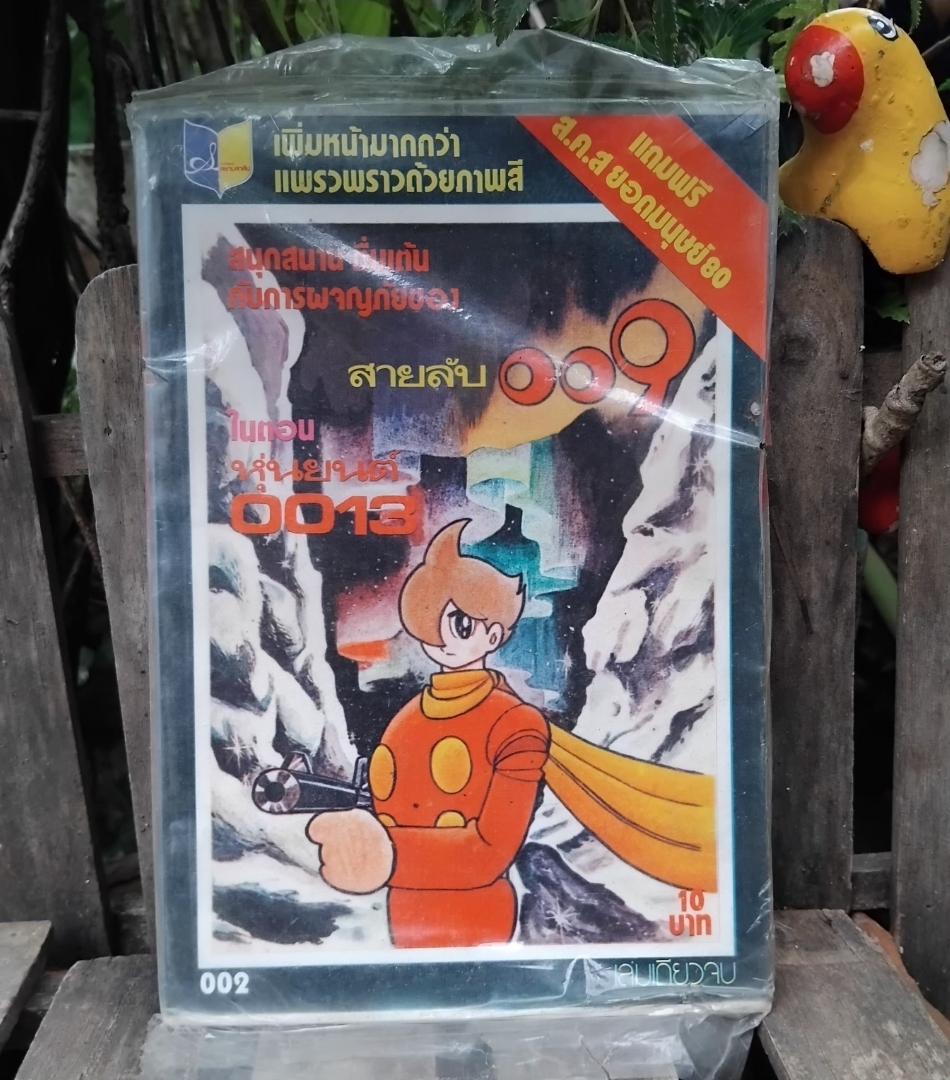 เพิ่มหน้ามากกว่า
แพรวพราวด้วยภาพสี
แถมฟรี
ส.ค.ส ยอดมนุษย์ 80
สนุกสนาน ตื่นเต้น
กับการผจญภัยของ
สายลับ 009
ในตอน
หุ่นยนต์
0013
10
บาท
002
เล่มเดียวจบ